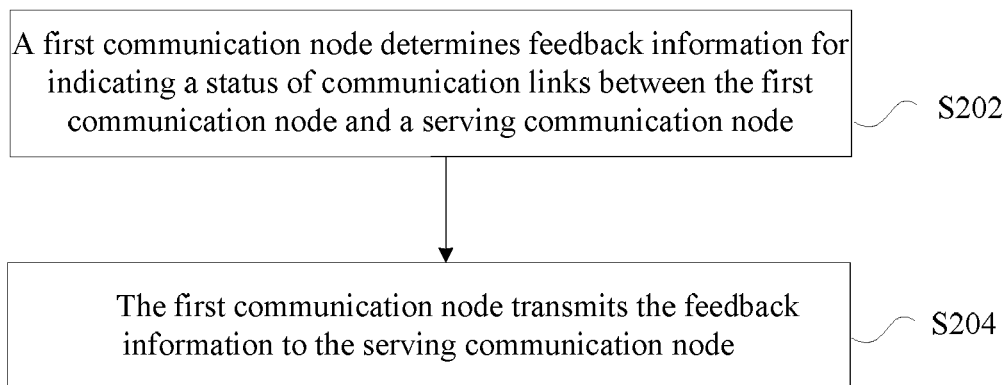 A first communication node determines feedback information for
indicating a status of communication links between the first
communication node and a serving communication node
S202
The first communication node transmits the feedback
information to the serving communication node
S204